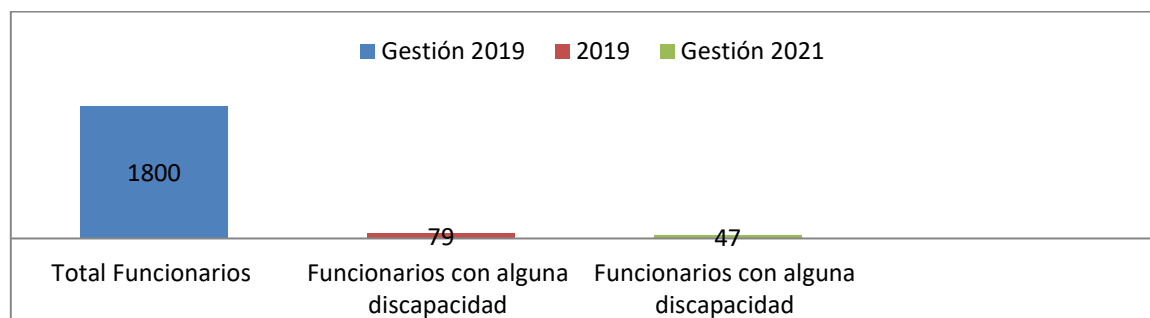 Gestión 2019 2019 Gestión 2021
1800
79
47
Total Funcionarios
Funcionarios con alguna
discapacidad
Funcionarios con alguna
discapacidad